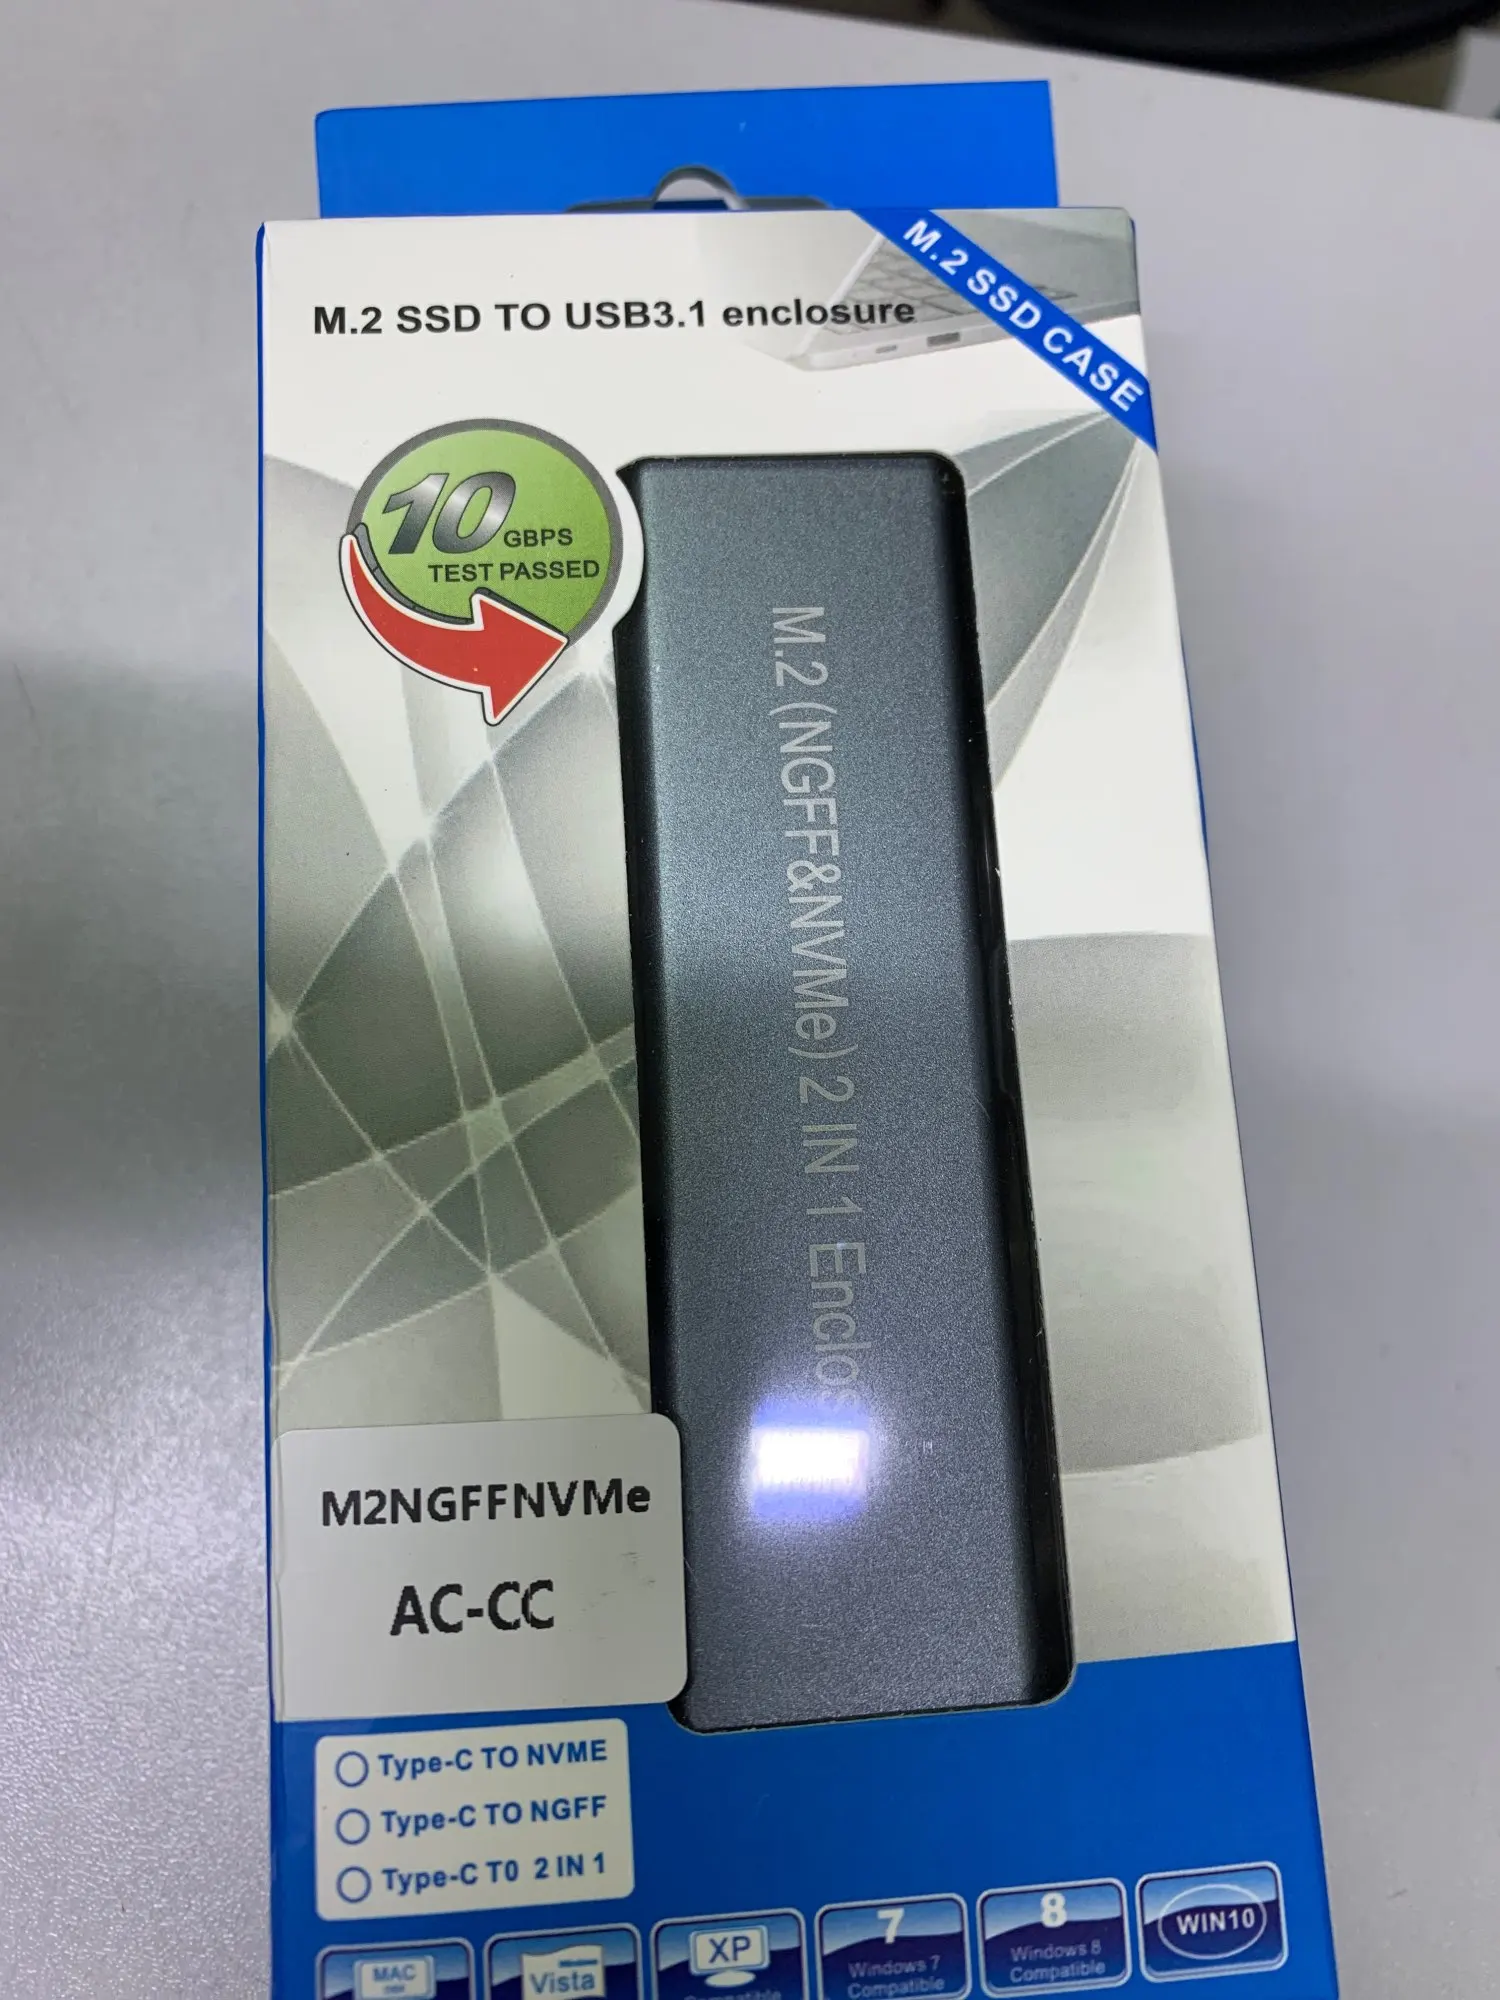 M.2 SSD CASE
M.2 SSD TO USB3.1 enclosure
10 GBPS
TEST PASSED
M.2 (NGFF&NVMe) 2 IN 1 Enclos
M2NGFFNVMe
AC-CC
Type-C TO NVME
Type-C TO NGFF
Type-C T0 2 IN 1
MAC
Vista
XP
Compatible
7
Windows 7
Compatible
8
Windows 8
Compatible
WIN10